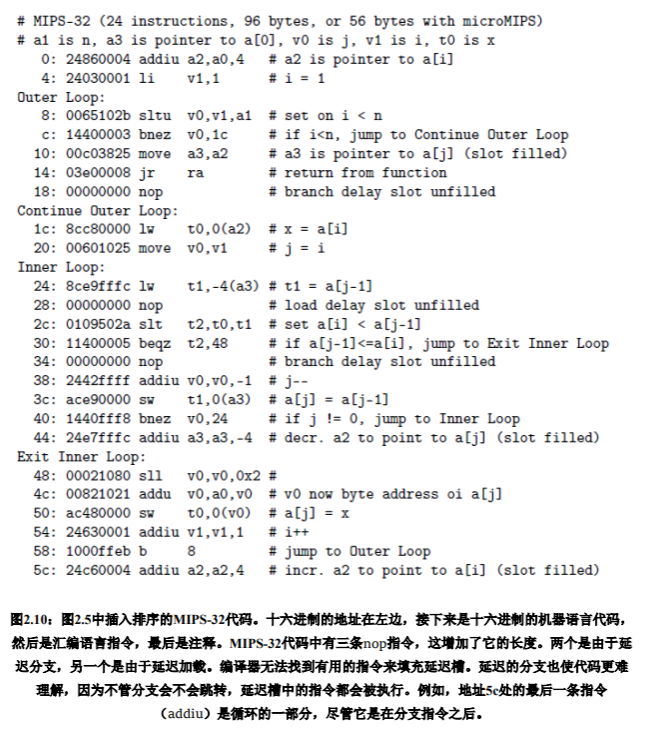 # MIPS-32 (24 instructions, 96 bytes, or 56 bytes with microMIPS)
# a1 is n, a3 is pointer to a[0], v0 is j, v1 is i, t0 is x
0: 24860004 addiu a2,a0,4 # a2 is pointer to a[i]
4: 24030001 li v1,1 # i = 1
Outer Loop:
8: 0065102b sltu v0,v1,a1 # set on i < n
c: 14400003 bnez v0,1c # if i<n, jump to Continue Outer Loop
10: 00c03825 move a3,a2 # a3 is pointer to a[j] (slot filled)
14: 03e00008 jr ra # return from function
18: 00000000 nop # branch delay slot unfilled
Continue Outer Loop:
1c: 8cc80000 lw t0,0(a2) # x = a[i]
20: 00601025 move v0,v1 # j = i
Inner Loop:
24: 8ce9fffc lw t1,-4(a3) # t1 = a[j-1]
28: 00000000 nop # load delay slot unfilled
2c: 0109502a slt t2,t0,t1 # set a[i] < a[j-1]
30: 11400005 beqz t2,48 # if a[j-1]<=a[i], jump to Exit Inner Loop
34: 00000000 nop # branch delay slot unfilled
38: 2442ffff addiu v0,v0,-1 # j--
3c: ace90000 sw t1,0(a3) # a[j] = a[j-1]
40: 1440fff8 bnez v0,24 # if j != 0, jump to Inner Loop
44: 24e7fffc addiu a3,a3,-4 # decr. a2 to point to a[j] (slot filled)
Exit Inner Loop:
48: 00021080 sll v0,v0,0x2 #
4c: 00821021 addu v0,a0,v0 # v0 now byte address oi a[j]
50: ac480000 sw t0,0(v0) # a[j] = x
54: 24630001 addiu v1,v1,1 # i++
58: 1000ffeb b 8 # jump to Outer Loop
5c: 24c60004 addiu a2,a2,4 # incr. a2 to point to a[i] (slot filled)
图2.10：图2.5中插入排序的MIPS-32代码。十六进制的地址在左边，接下来是十六进制的机器语言代码，
然后是汇编语言指令，最后是注释。MIPS-32代码中有三条nop指令，这增加了它的长度。两个是由于延
迟分支，另一个是由于延迟加载。编译器无法找到有用的指令来填充延迟槽。延迟的分支也使代码更难
理解，因为不管分支会不会跳转，延迟槽中的指令都会被执行。例如，地址5c处的最后一条指令
（addiu）是循环的一部分，尽管它是在分支指令之后。